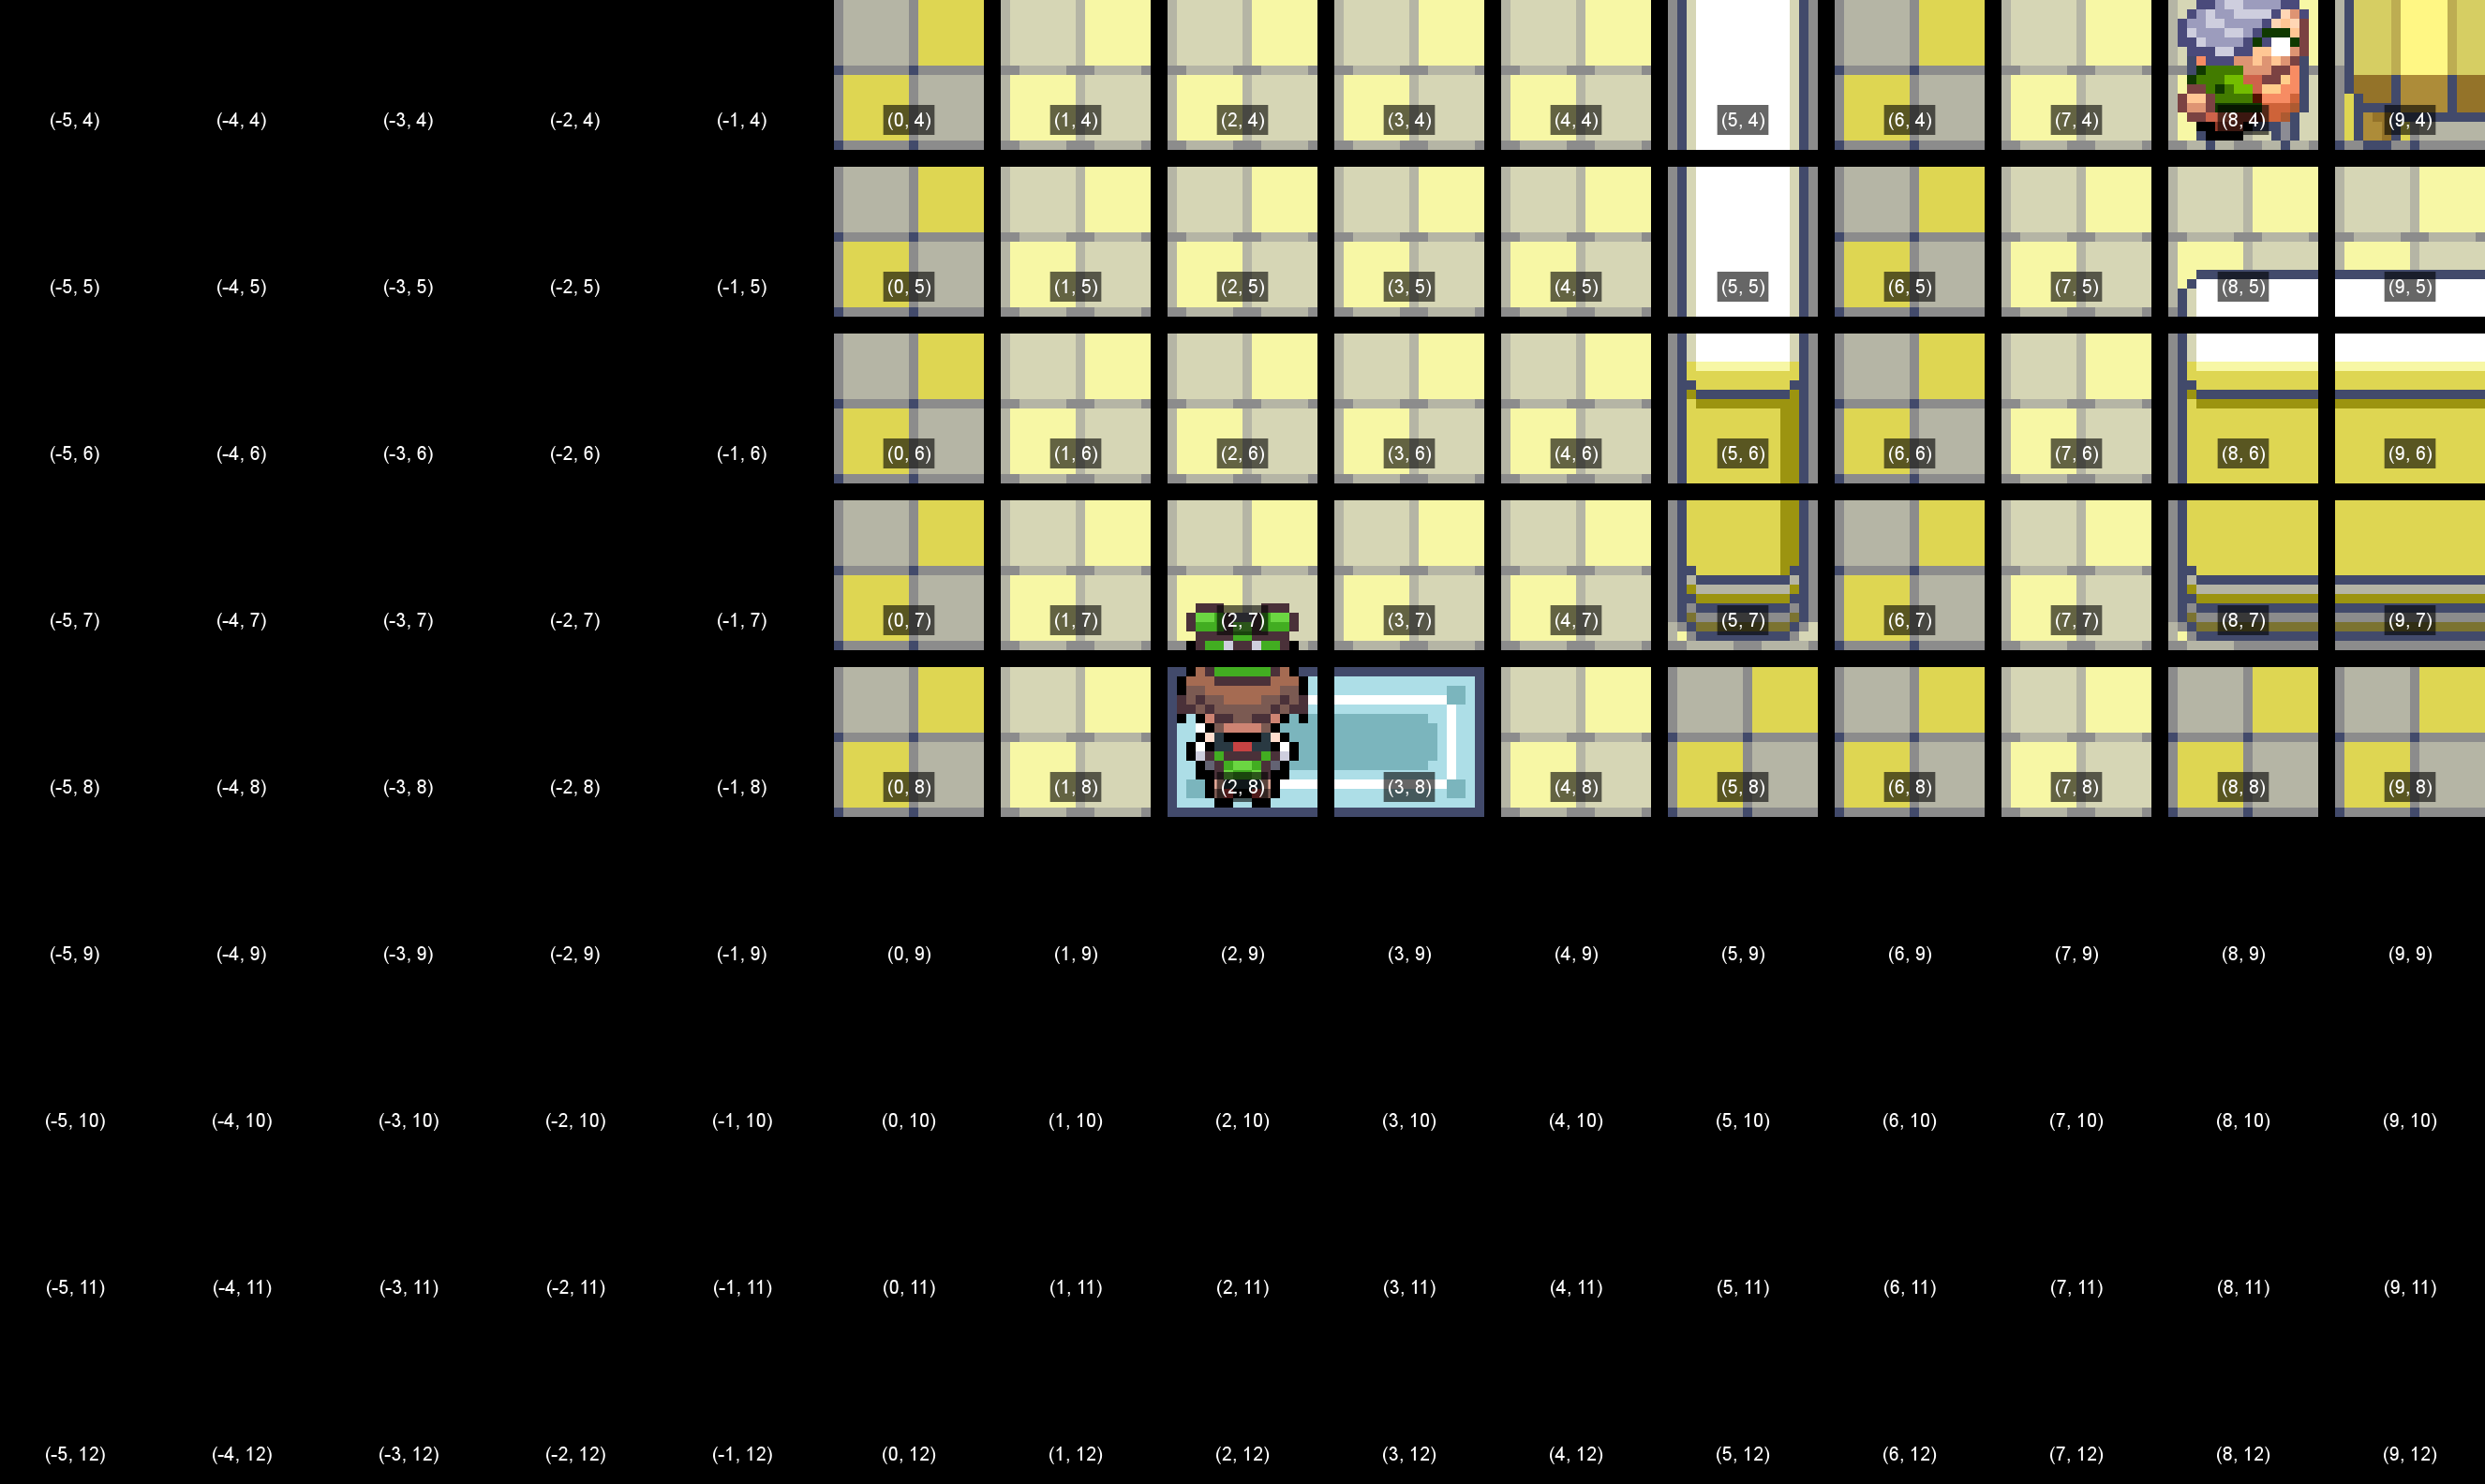 (-5, 4) (-4, 4) (-3, 4) (-2, 4) (-1, 4) (0, 4) (1, 4) (2, 4) (3, 4) (4, 4) (5, 4) (6, 4) (7, 4) (8, 4) (9, 4)
(-5, 5) (-4, 5) (-3, 5) (-2, 5) (-1, 5) (0, 5) (1, 5) (2, 5) (3, 5) (4, 5) (5, 5) (6, 5) (7, 5) (8, 5) (9, 5)
(-5, 6) (-4, 6) (-3, 6) (-2, 6) (-1, 6) (0, 6) (1, 6) (2, 6) (3, 6) (4, 6) (5, 6) (6, 6) (7, 6) (8, 6) (9, 6)
(-5, 7) (-4, 7) (-3, 7) (-2, 7) (-1, 7) (0, 7) (1, 7) (2, 7) (3, 7) (4, 7) (5, 7) (6, 7) (7, 7) (8, 7) (9, 7)
(-5, 8) (-4, 8) (-3, 8) (-2, 8) (-1, 8) (0, 8) (1, 8) (2, 8) (3, 8) (4, 8) (5, 8) (6, 8) (7, 8) (8, 8) (9, 8)
(-5, 9) (-4, 9) (-3, 9) (-2, 9) (-1, 9) (0, 9) (1, 9) (2, 9) (3, 9) (4, 9) (5, 9) (6, 9) (7, 9) (8, 9) (9, 9)
(-5, 10) (-4, 10) (-3, 10) (-2, 10) (-1, 10) (0, 10) (1, 10) (2, 10) (3, 10) (4, 10) (5, 10) (6, 10) (7, 10) (8, 10) (9, 10)
(-5, 11) (-4, 11) (-3, 11) (-2, 11) (-1, 11) (0, 11) (1, 11) (2, 11) (3, 11) (4, 11) (5, 11) (6, 11) (7, 11) (8, 11) (9, 11)
(-5, 12) (-4, 12) (-3, 12) (-2, 12) (-1, 12) (0, 12) (1, 12) (2, 12) (3, 12) (4, 12) (5, 12) (6, 12) (7, 12) (8, 12) (9, 12)